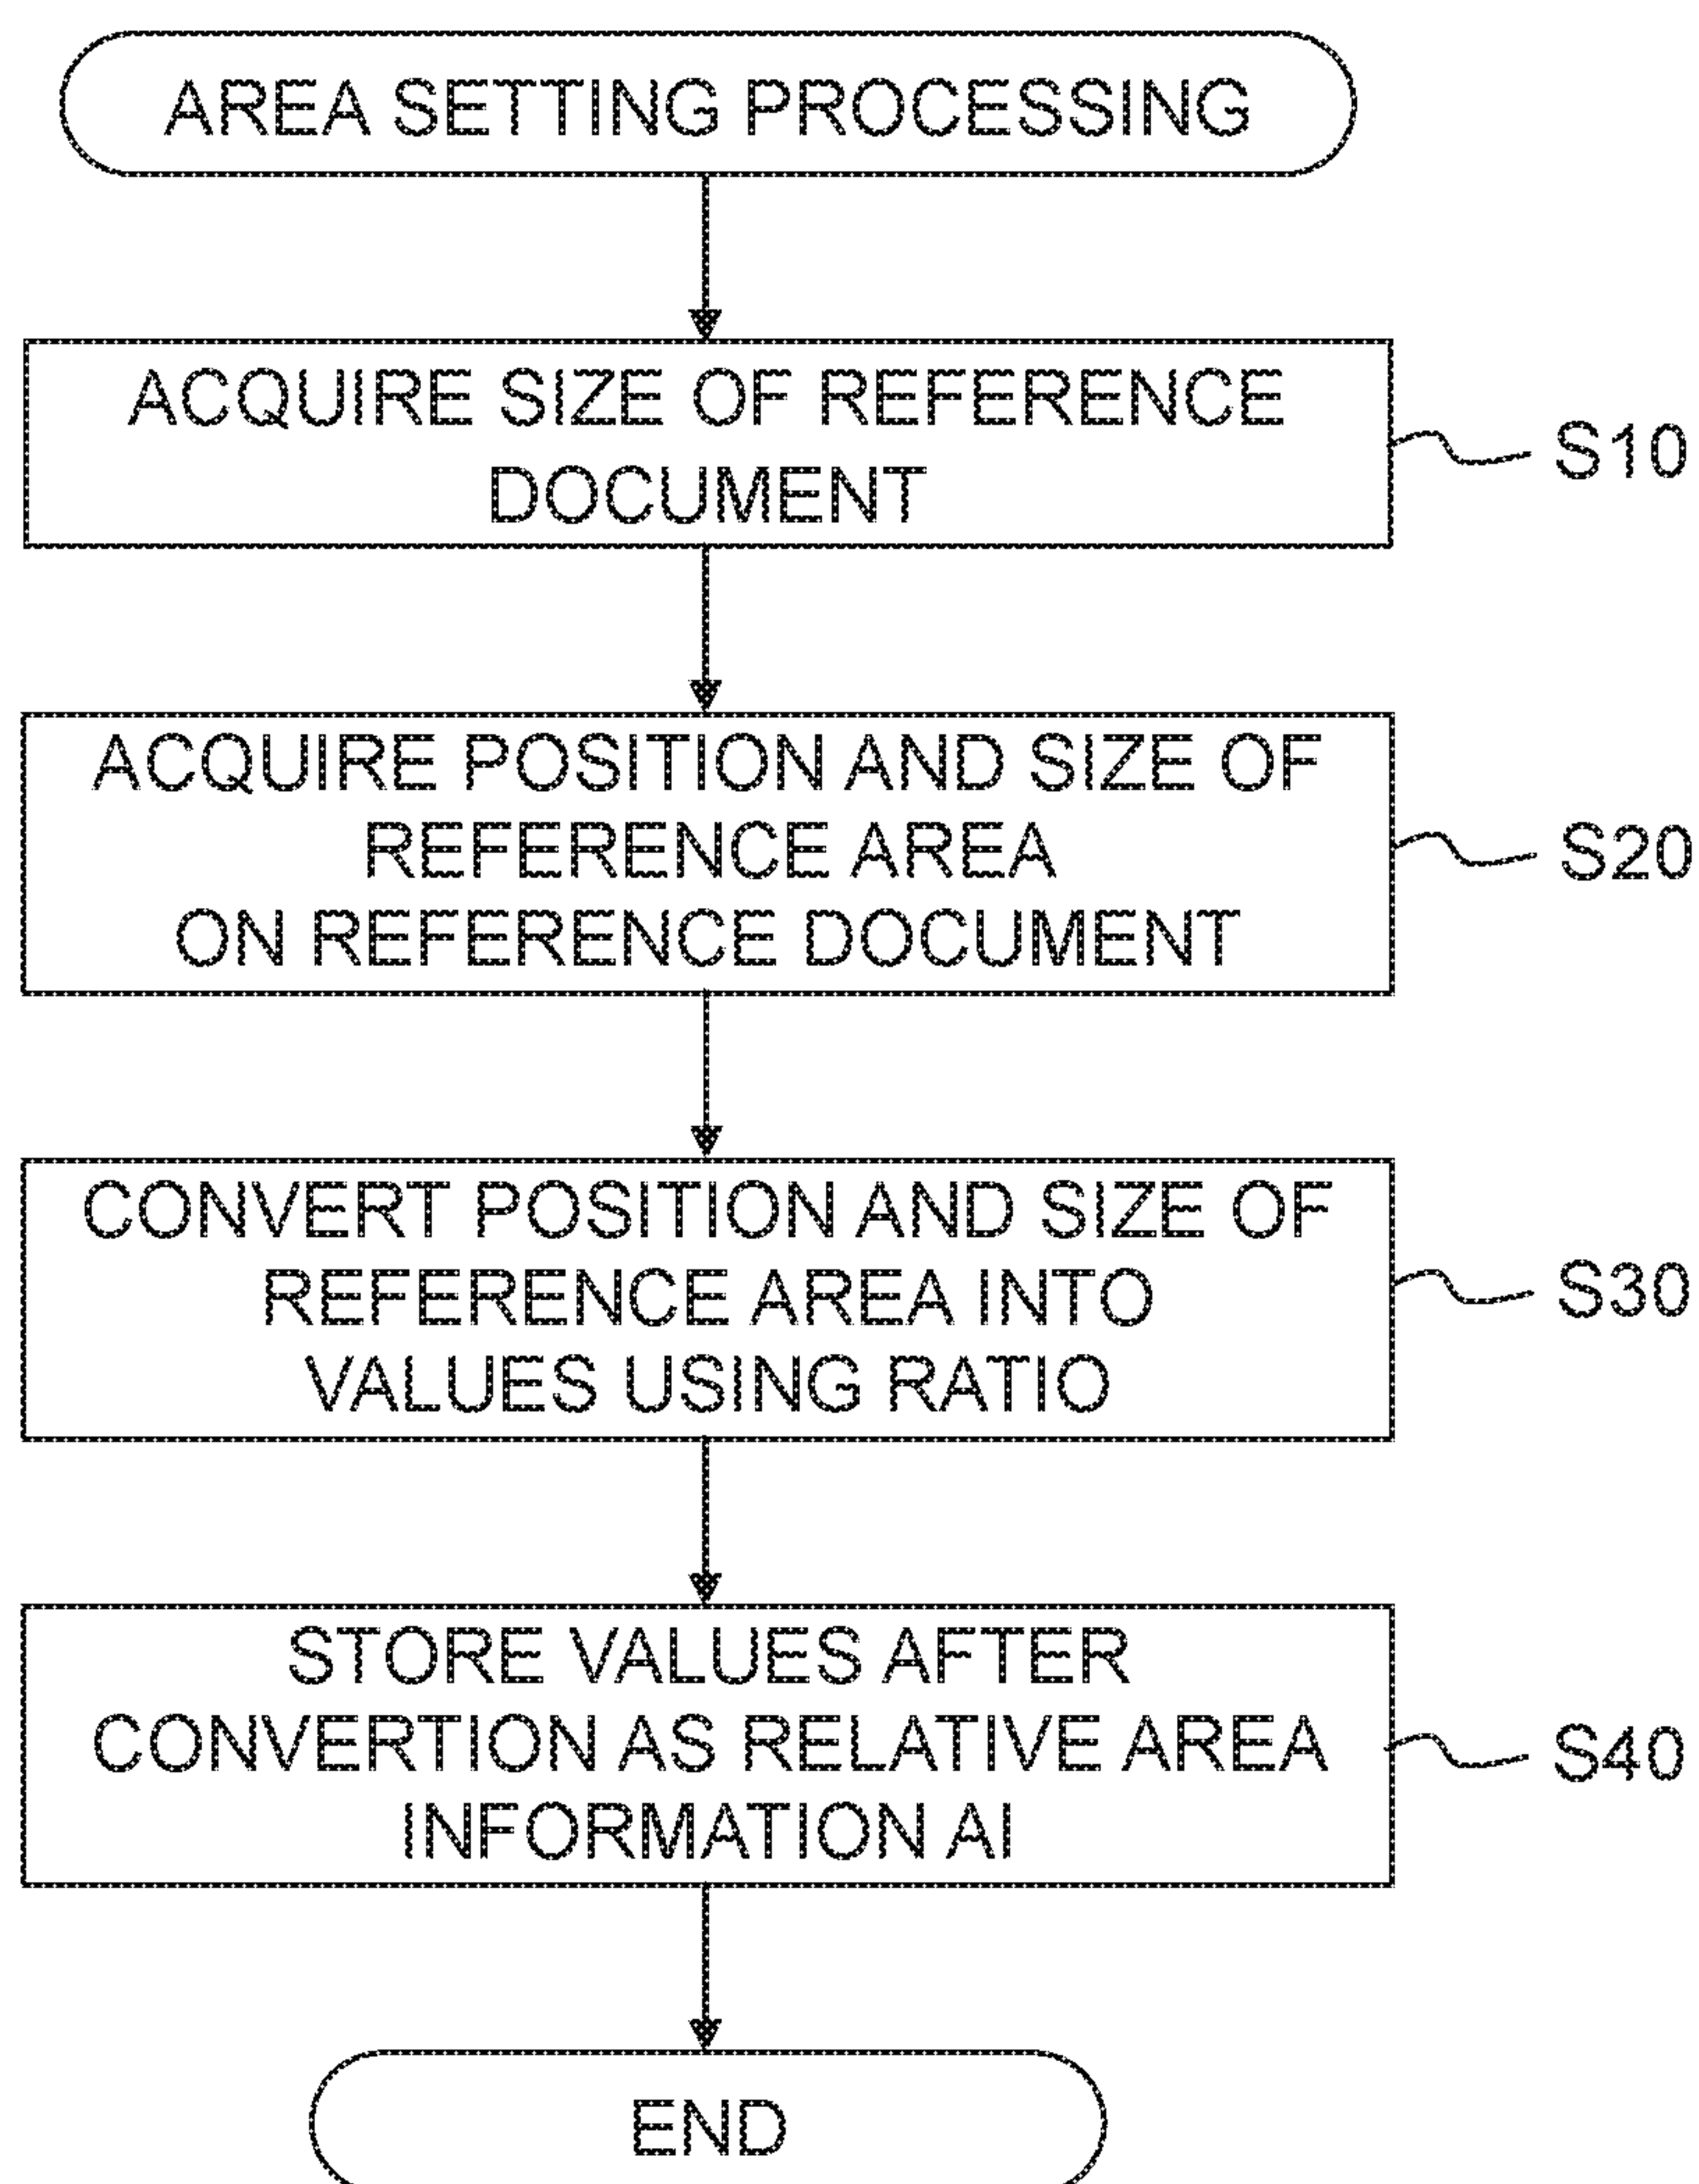 AREA SETTING PROCESSING
ACQUIRE SIZE OF REFERENCE
DOCUMENT
S10
ACQUIRE POSITION AND SIZE OF
REFERENCE AREA
ON REFERENCE DOCUMENT
S20
CONVERT POSITION AND SIZE OF
REFERENCE AREA INTO
VALUES USING RATIO
S30
STORE VALUES AFTER
CONVERTION AS RELATIVE AREA
INFORMATION AI
S40
END